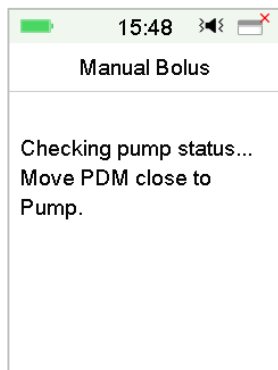 15:48
Manual Bolus
Checking pump status...
Move PDM close to
Pump.